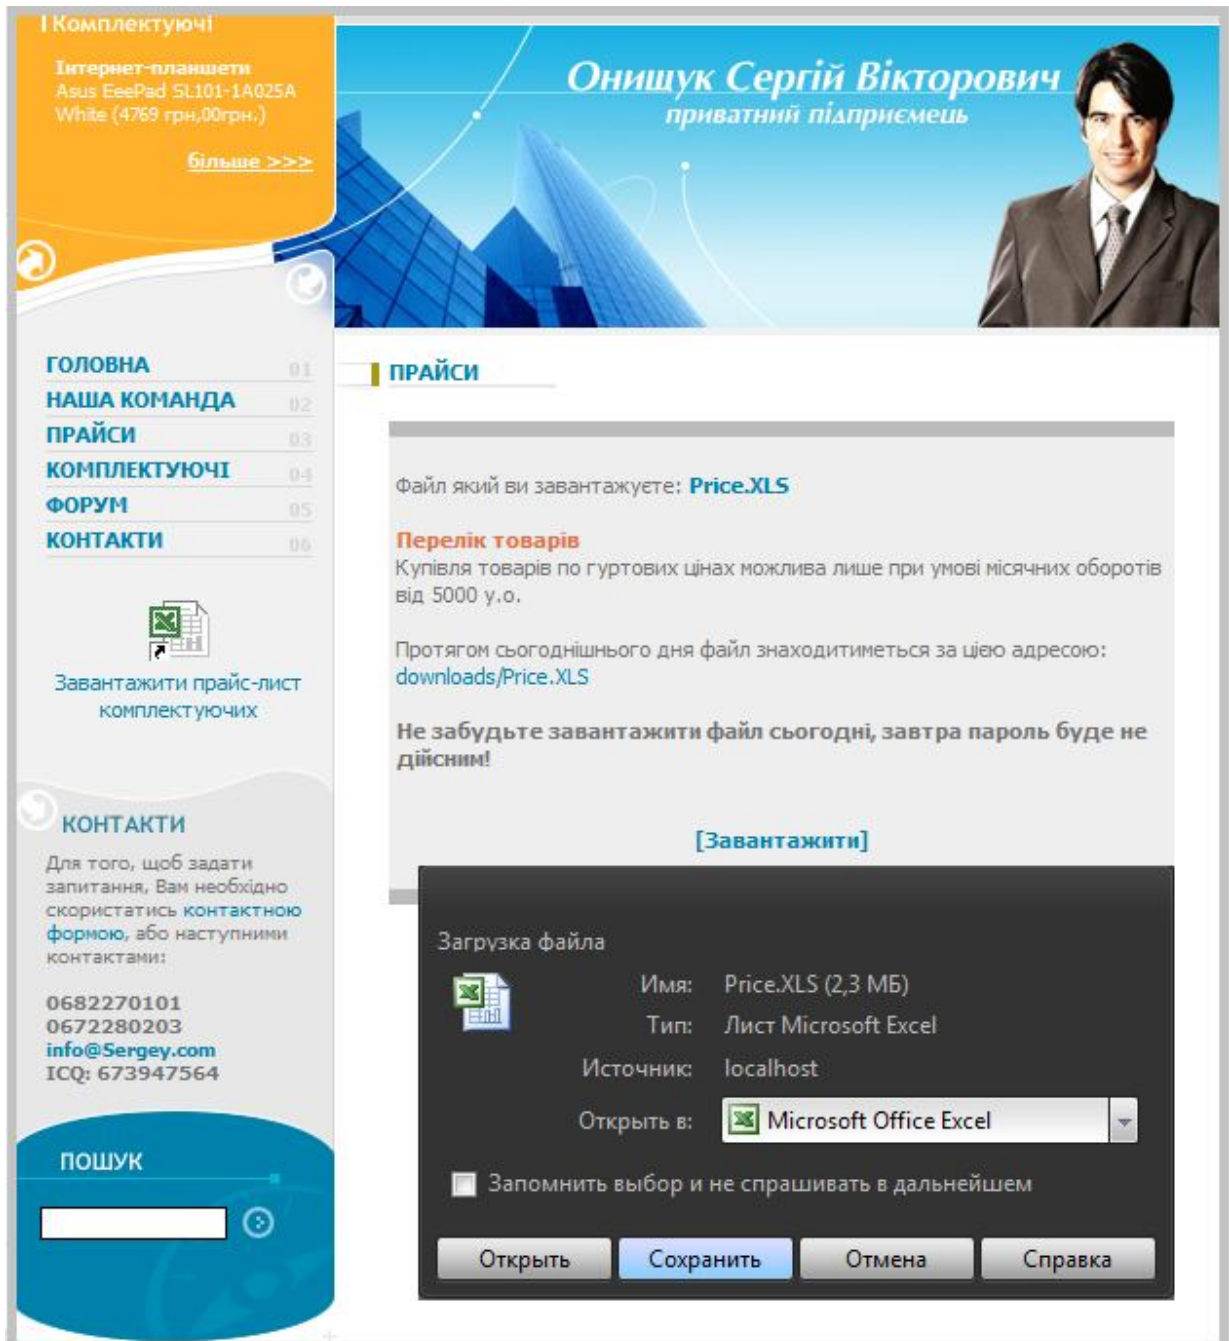 Комплектуючі
Інтернет-планшети
Asus EeePad SL101-1A025A
White (4769 грн,00грн.)
більше >>>
Онищук Сергій Вікторович
приватний підприємець
ГОЛОВНА 01
НАША КОМАНДА 02
ПРАЙСИ 03
КОМПЛЕКТУЮЧІ 04
ФОРУМ 05
КОНТАКТИ 06
Завантажити прайс-лист
комплектуючих
КОНТАКТИ
Для того, щоб задати
запитання, Вам необхідно
скористатись контактною
формою, або наступними
контактами:
0682270101
0672280203
info@Sergey.com
ICQ: 673947564
ПОШУК
ПРАЙСИ
Файл який ви завантажуєте: Price.XLS
Перелік товарів
Купівля товарів по гуртових цінах можлива лише при умові місячних оборотів
від 5000 у.о.
Протягом сьогоднішнього дня файл знаходитиметься за цією адресою:
downloads/Price.XLS
Не забудьте завантажити файл сьогодні, завтра пароль буде не
дійсним!
[Завантажити]
Загрузка файла
Имя: Price.XLS (2,3 МБ)
Тип: Лист Microsoft Excel
Источник: localhost
Открыть в: Microsoft Office Excel
Запомнить выбор и не спрашивать в дальнейшем
Открыть Сохранить Отмена Справка